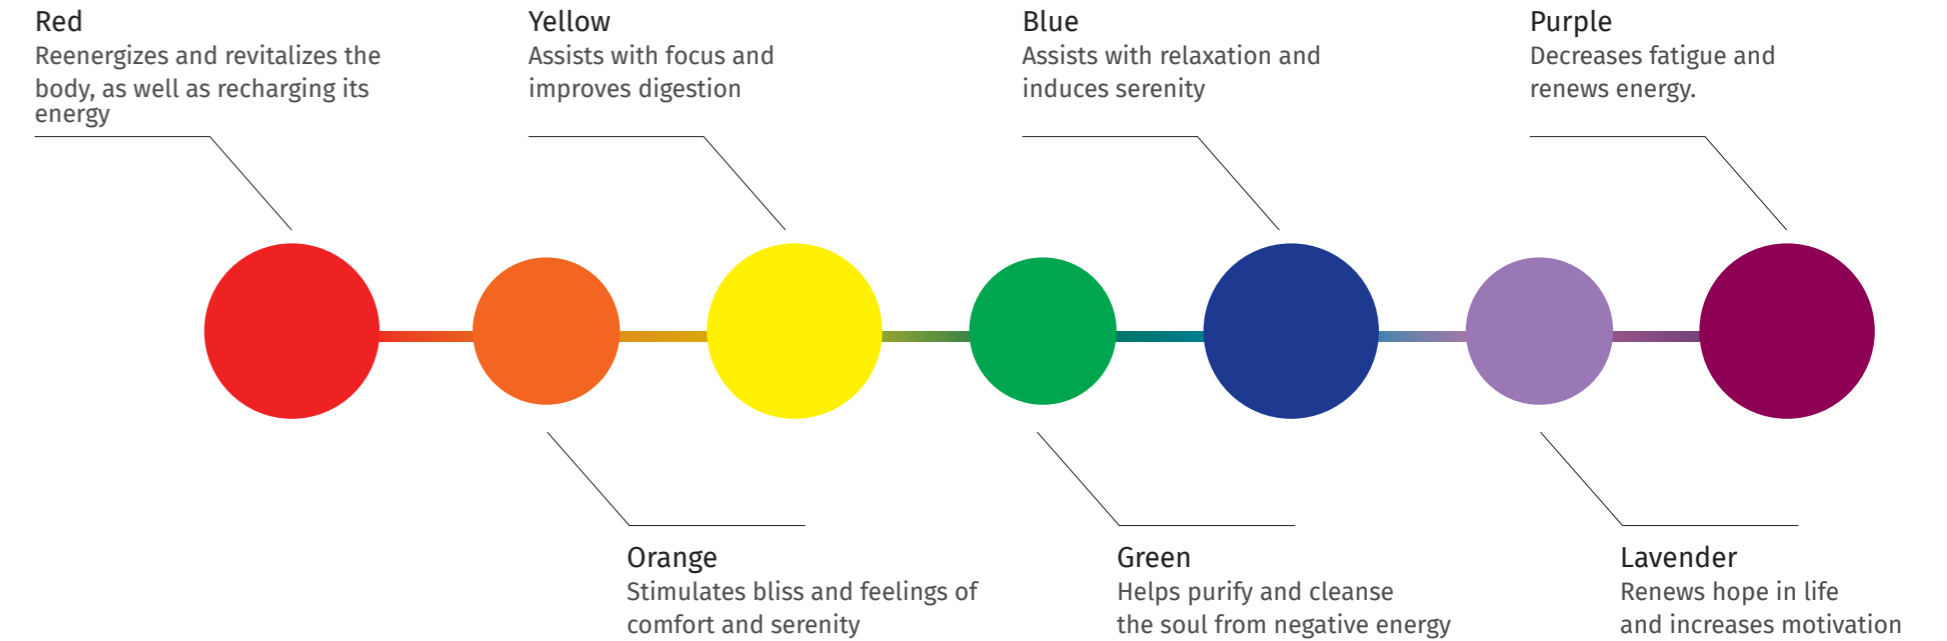 Red
Reenergizes and revitalizes the
body, as well as recharging its
energy
Yellow
Assists with focus and
improves digestion
Blue
Assists with relaxation and
induces serenity
Purple
Decreases fatigue and
renews energy.
Orange
Stimulates bliss and feelings of
comfort and serenity
Green
Helps purify and cleanse
the soul from negative energy
Lavender
Renews hope in life
and increases motivation